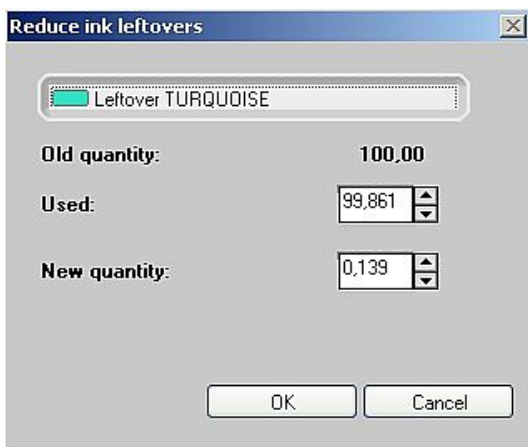 Reduce ink leftovers
Leftover TURQUOISE
Old quantity: 100,00
Used: 99,861
New quantity: 0,139
OK Cancel